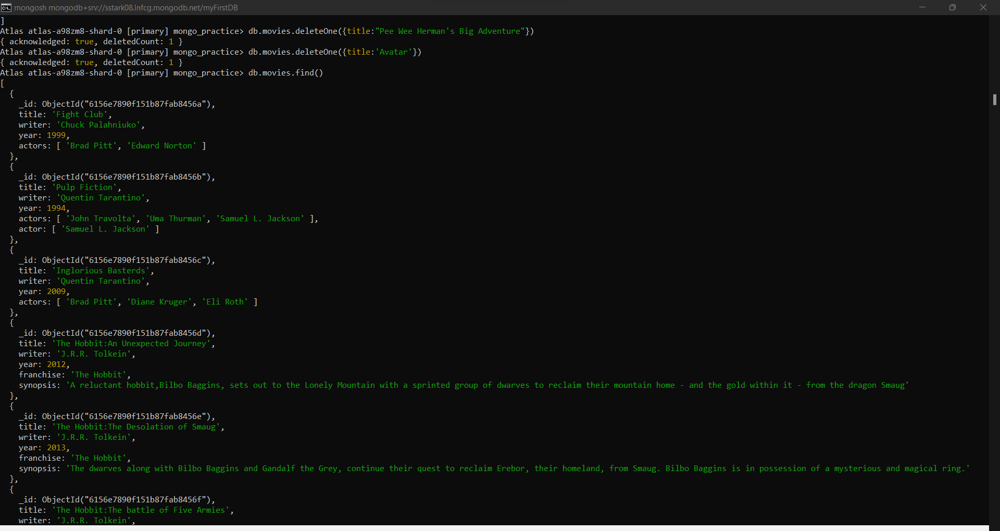 mongosh mongodb+srv://sstark08.lnfcg.mongodb.net/myFirstDB
]
Atlas atlas-a98zm8-shard-0 [primary] mongo_practice> db.movies.deleteOne({title:"Pee Wee Herman's Big Adventure"})
{ acknowledged: true, deletedCount: 1 }
Atlas atlas-a98zm8-shard-0 [primary] mongo_practice> db.movies.deleteOne({title:'Avatar'})
{ acknowledged: true, deletedCount: 1 }
Atlas atlas-a98zm8-shard-0 [primary] mongo_practice> db.movies.find()
[
  {
    _id: ObjectId("6156e7890f151b87fab8456a"),
    title: 'Fight Club',
    writer: 'Chuck Palahniuko',
    year: 1999,
    actors: [ 'Brad Pitt', 'Edward Norton' ]
  },
  {
    _id: ObjectId("6156e7890f151b87fab8456b"),
    title: 'Pulp Fiction',
    writer: 'Quentin Tarantino',
    year: 1994,
    actors: [ 'John Travolta', 'Uma Thurman', 'Samuel L. Jackson' ],
    actor: [ 'Samuel L. Jackson' ]
  },
  {
    _id: ObjectId("6156e7890f151b87fab8456c"),
    title: 'Inglorious Basterds',
    writer: 'Quentin Tarantino',
    year: 2009,
    actors: [ 'Brad Pitt', 'Diane Kruger', 'Eli Roth' ]
  },
  {
    _id: ObjectId("6156e7890f151b87fab8456d"),
    title: 'The Hobbit:An Unexpected Journey',
    writer: 'J.R.R. Tolkein',
    year: 2012,
    franchise: 'The Hobbit',
    synopsis: 'A reluctant hobbit,Bilbo Baggins, sets out to the Lonely Mountain with a sprinted group of dwarves to reclaim their mountain home - and the gold within it - from the dragon Smaug'
  },
  {
    _id: ObjectId("6156e7890f151b87fab8456e"),
    title: 'The Hobbit:The Desolation of Smaug',
    writer: 'J.R.R. Tolkein',
    year: 2013,
    franchise: 'The Hobbit',
    synopsis: 'The dwarves along with Bilbo Baggins and Gandalf the Grey, continue their quest to reclaim Erebor, their homeland, from Smaug. Bilbo Baggins is in possession of a mysterious and magical ring.'
  },
  {
    _id: ObjectId("6156e7890f151b87fab8456f"),
    title: 'The Hobbit:The battle of Five Armies',
    writer: 'J.R.R. Tolkein',